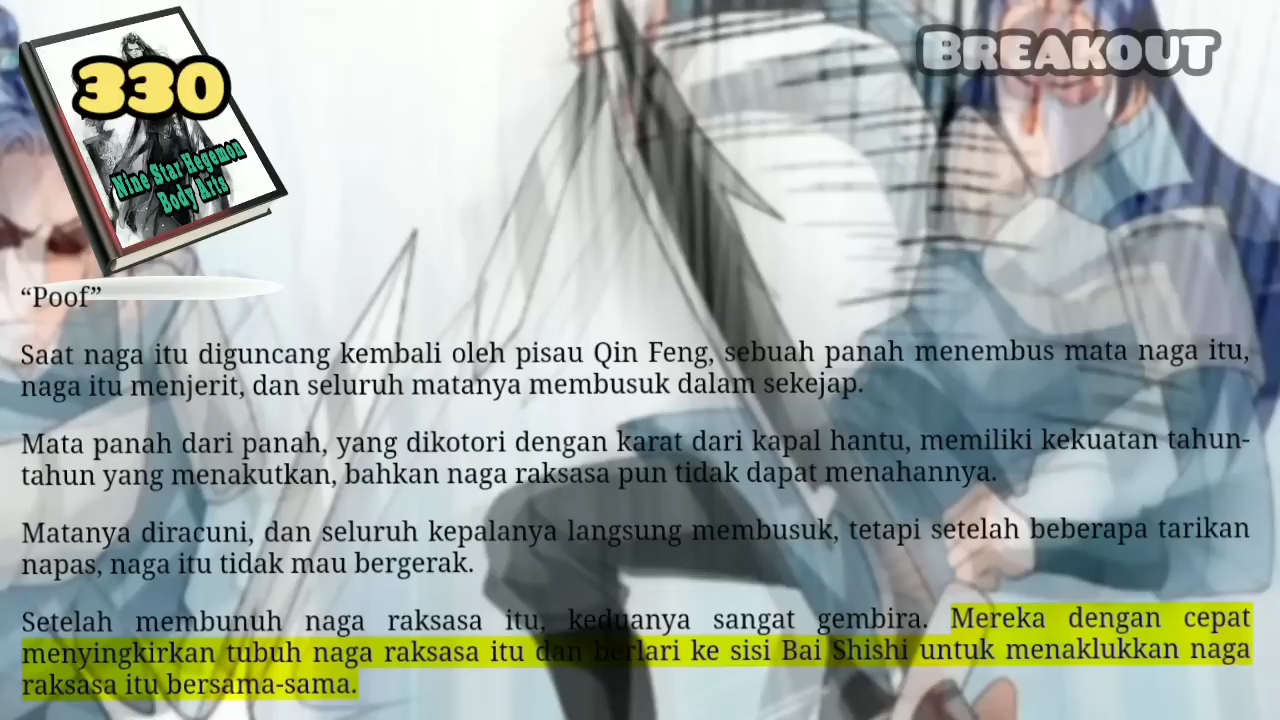 330
BREAKOUT
Nine Star Hegemon
Body Arts
“Poof”
Saat naga itu diguncang kembali oleh pisau Qin Feng, sebuah panah menembus mata naga itu,
naga itu menjerit, dan seluruh matanya membusuk dalam sekejap.
Mata panah dari panah, yang dikotori dengan karat dari kapal hantu, memiliki kekuatan tahun-
tahun yang menakutkan, bahkan naga raksasa pun tidak dapat menahannya.
Matanya diracuni, dan seluruh kepalanya langsung membusuk, tetapi setelah beberapa tarikan
napas, naga itu tidak mau bergerak.
Setelah membunuh naga raksasa itu, keduanya sangat gembira. Mereka dengan cepat
menyingkirkan tubuh naga raksasa itu dan berlari ke sisi Bai Shishi untuk menaklukkan naga
raksasa itu bersama-sama.